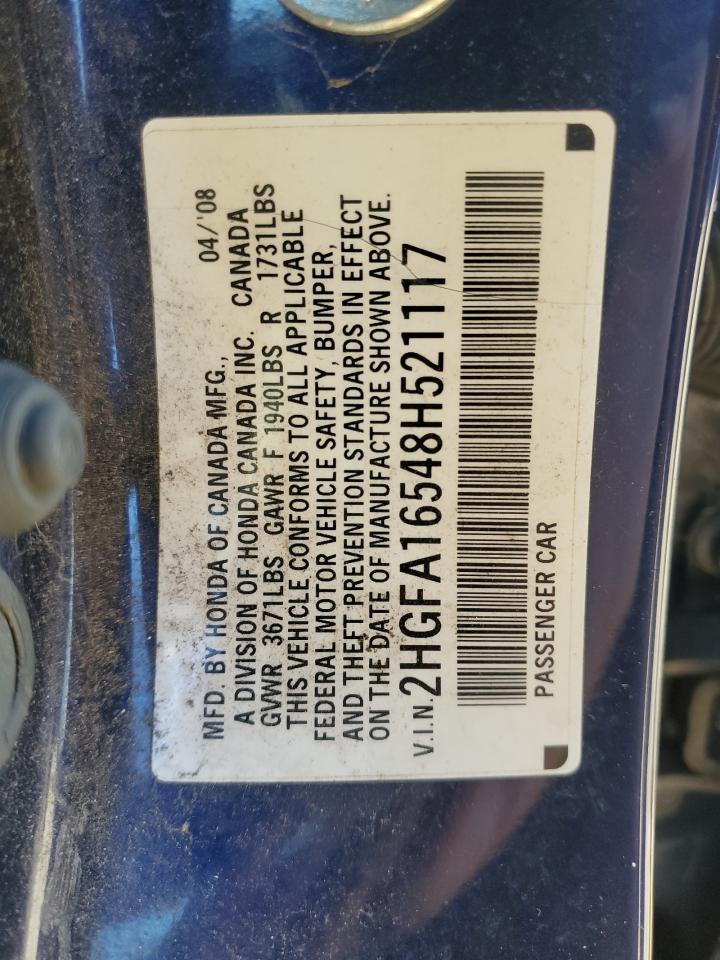 MFD. BY HONDA OF CANADA MFG., 04/'08
A DIVISION OF HONDA CANADA INC. CANADA
GVWR 3671LBS GAWR F 1940LBS R 1731LBS
THIS VEHICLE CONFORMS TO ALL APPLICABLE
FEDERAL MOTOR VEHICLE SAFETY, BUMPER,
AND THEFT PREVENTION STANDARDS IN EFFECT
ON THE DATE OF MANUFACTURE SHOWN ABOVE.
V.I.N. 2HGFA16548H521117
PASSENGER CAR